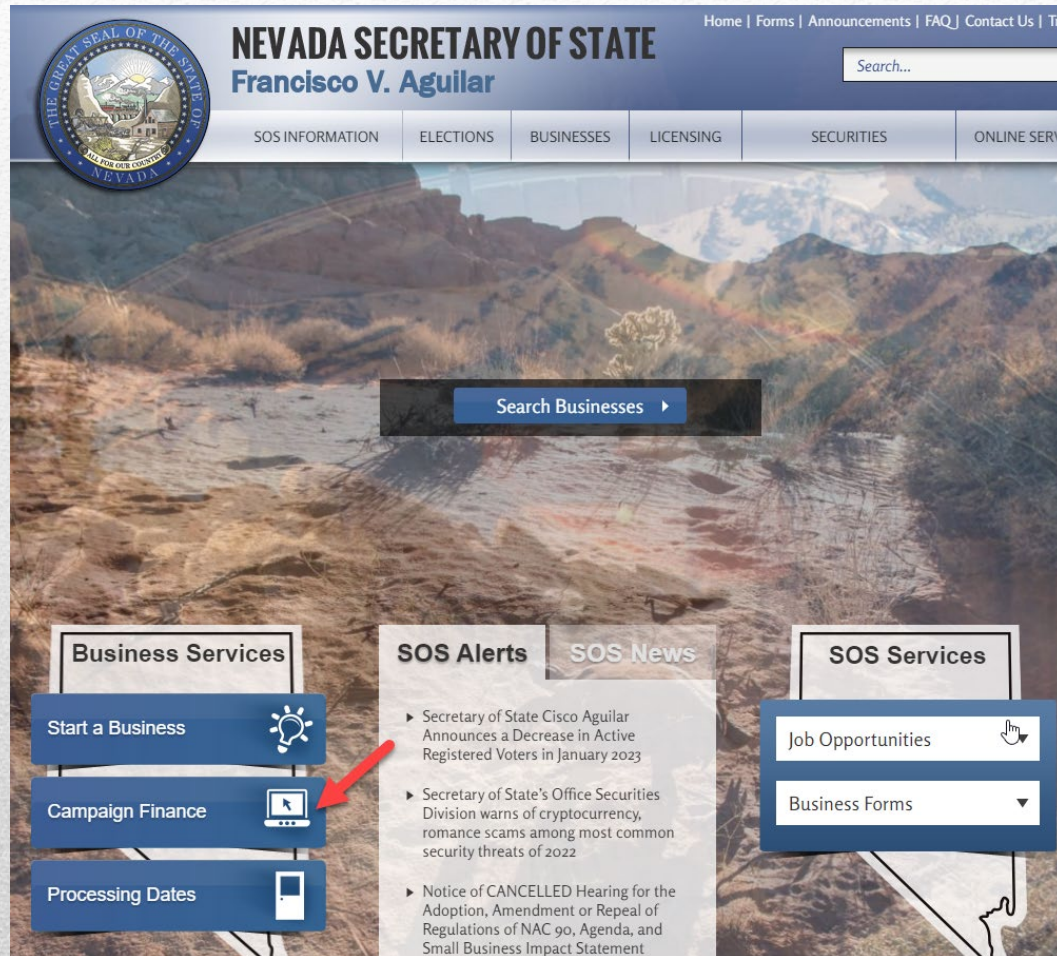 Home | Forms | Announcements | FAQ | Contact Us |
THE GREAT SEAL OF THE STATE OF
NEVADA
ALL FOR OUR COUNTRY
NEVADA SECRETARY OF STATE
Francisco V. Aguilar
Search...
SOS INFORMATION ELECTIONS BUSINESSES LICENSING SECURITIES ONLINE SERV
Search Businesses
Business Services
Start a Business
Campaign Finance
Processing Dates
SOS Alerts SOS News
Secretary of State Cisco Aguilar
Announces a Decrease in Active
Registered Voters in January 2023
Secretary of State's Office Securities
Division warns of cryptocurrency,
romance scams among most common
security threats of 2022
Notice of CANCELLED Hearing for the
Adoption, Amendment or Repeal of
Regulations of NAC 90, Agenda, and
Small Business Impact Statement
SOS Services
Job Opportunities
Business Forms